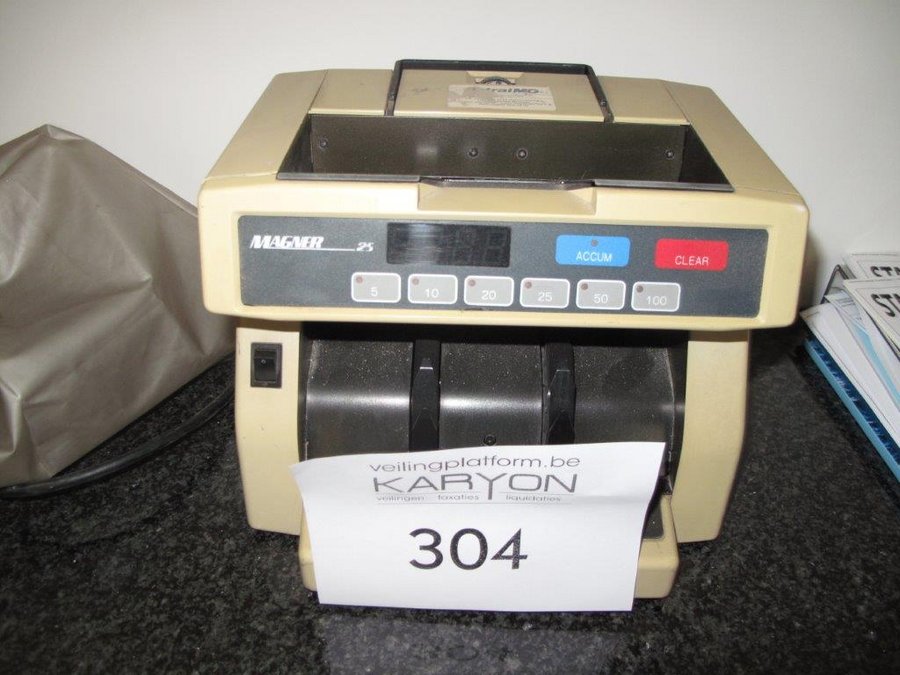 MAGNER 25
ACCUM
CLEAR
5 10 20 25 50 100
veilingplatform.be
KARYON
veilingen taxaties liquidaties
304